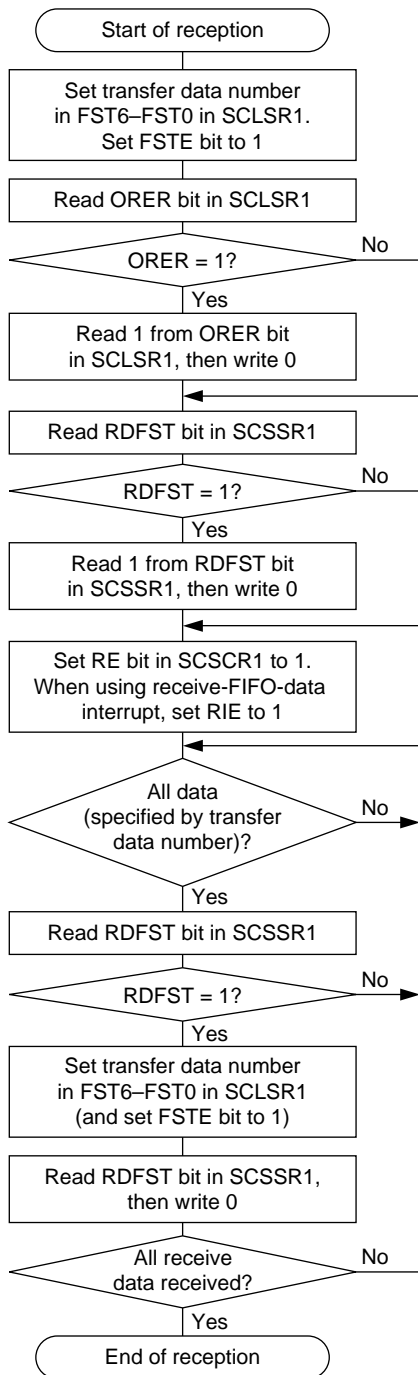 Start of reception
Set transfer data number
in FST6–FST0 in SCLSR1.
Set FSTE bit to 1
Read ORER bit in SCLSR1
ORER = 1?
No
Yes
Read 1 from ORER bit
in SCLSR1, then write 0
Read RDFST bit in SCSSR1
RDFST = 1?
No
Yes
Read 1 from RDFST bit
in SCSSR1, then write 0
Set RE bit in SCSCR1 to 1.
When using receive-FIFO-data
interrupt, set RIE to 1
All data
(specified by transfer
data number)?
No
Yes
Read RDFST bit in SCSSR1
RDFST = 1?
No
Yes
Set transfer data number
in FST6–FST0 in SCLSR1
(and set FSTE bit to 1)
Read RDFST bit in SCSSR1,
then write 0
All receive
data received?
No
Yes
End of reception